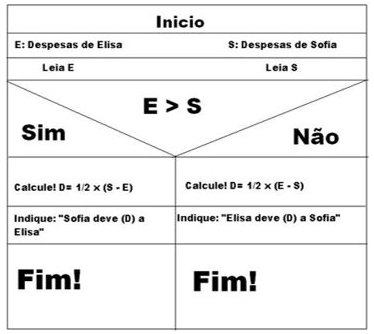 Inicio
E: Despesas de Elisa
S: Despesas de Sofia
Leia E
Leia S
E > S
Sim
Não
Calcule! D= 1/2 x (S - E)
Calcule! D= 1/2 x (E - S)
Indique: "Sofia deve (D) a
Elisa"
Indique: "Elisa deve (D) a Sofia"
Fim!
Fim!